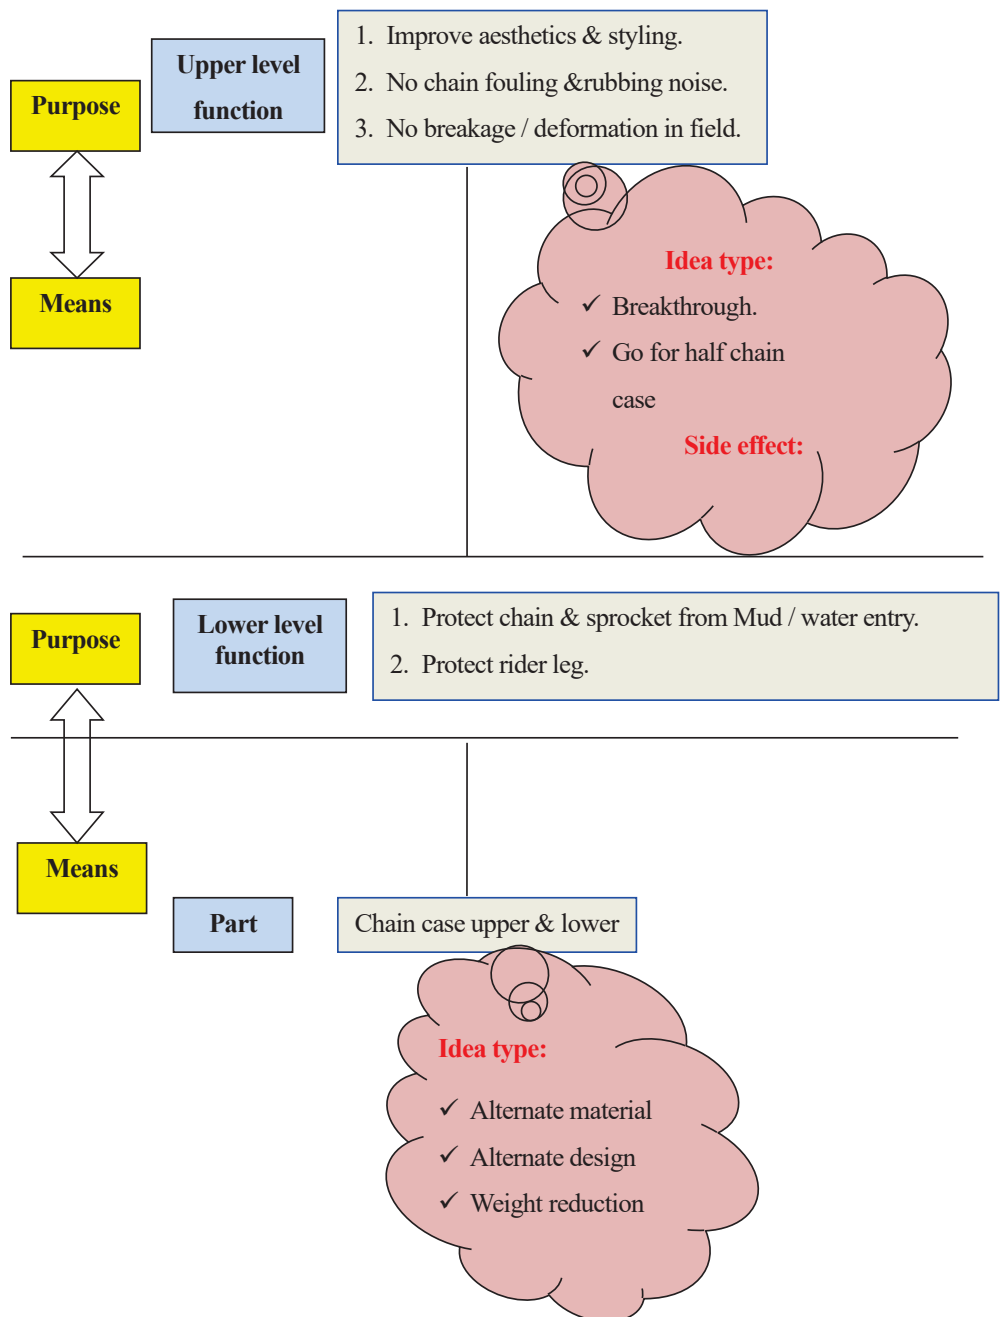 1. Improve aesthetics & styling.
2. No chain fouling &rubbing noise.
3. No breakage / deformation in field.
Upper level
function
Purpose
Means
Idea type:
✓ Breakthrough.
✓ Go for half chain
case
Side effect:
Purpose
Lower level
function
1. Protect chain & sprocket from Mud / water entry.
2. Protect rider leg.
Means
Part
Chain case upper & lower
Idea type:
✓ Alternate material
✓ Alternate design
✓ Weight reduction